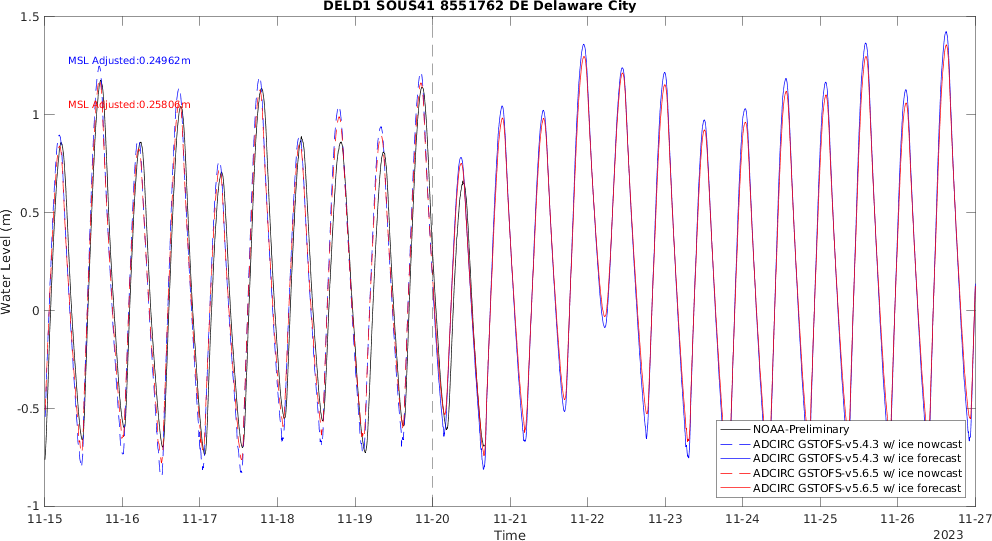 DELD1 SOUS41 8551762 DE Delaware City
1.5
1
0.5
0
-0.5
-1
Water Level (m)
MSL Adjusted:0.24962m
MSL Adjusted:0.25806m
NOAA-Preliminary
ADCIRC GSTOFS-v5.4.3 w/ ice nowcast
ADCIRC GSTOFS-v5.4.3 w/ ice forecast
ADCIRC GSTOFS-v5.6.5 w/ ice nowcast
ADCIRC GSTOFS-v5.6.5 w/ ice forecast
11-15 11-16 11-17 11-18 11-19 11-20 11-21 11-22 11-23 11-24 11-25 11-26 11-27
Time
2023